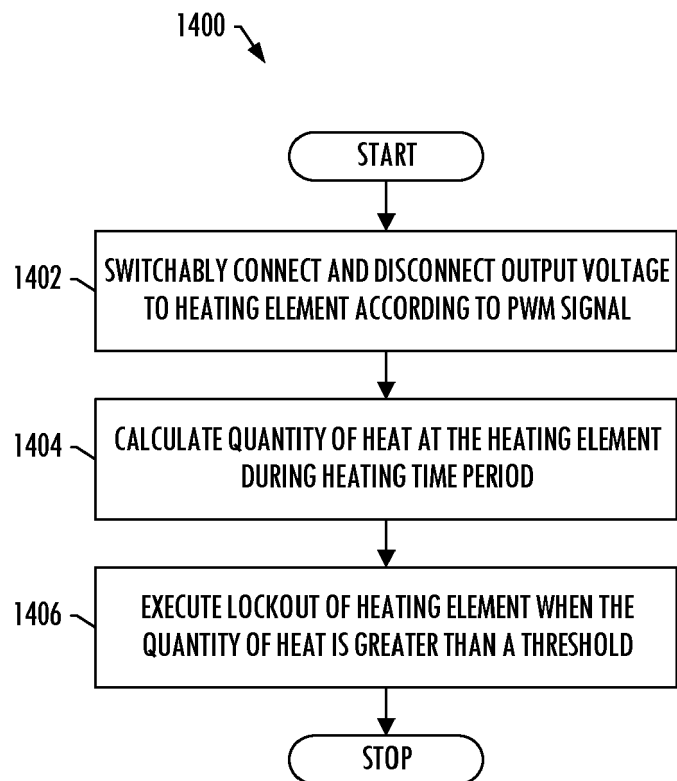 1400
START
1402
SWITCHABLY CONNECT AND DISCONNECT OUTPUT VOLTAGE
TO HEATING ELEMENT ACCORDING TO PWM SIGNAL
1404
CALCULATE QUANTITY OF HEAT AT THE HEATING ELEMENT
DURING HEATING TIME PERIOD
1406
EXECUTE LOCKOUT OF HEATING ELEMENT WHEN THE
QUANTITY OF HEAT IS GREATER THAN A THRESHOLD
STOP